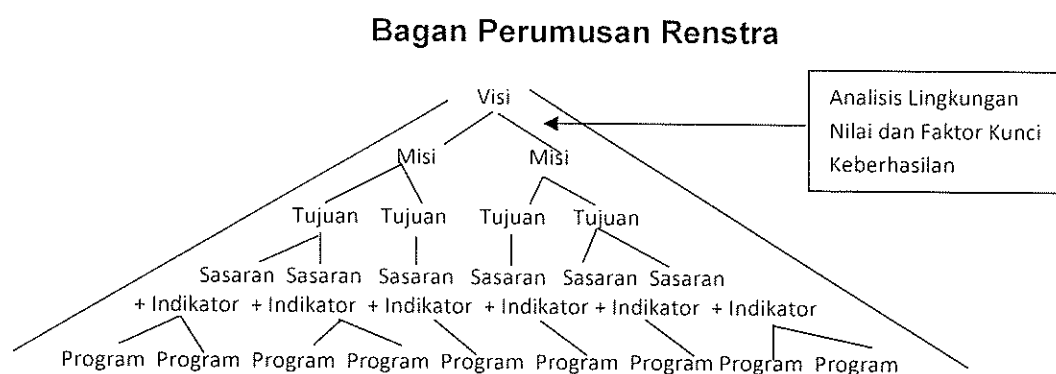 Bagan Perumusan Renstra
Visi
Analisis Lingkungan
Nilai dan Faktor Kunci
Keberhasilan
Misi Misi
Tujuan Tujuan Tujuan Tujuan
Sasaran Sasaran Sasaran Sasaran Sasaran Sasaran
+ Indikator + Indikator + Indikator + Indikator + Indikator + Indikator
Program Program Program Program Program Program Program Program Program